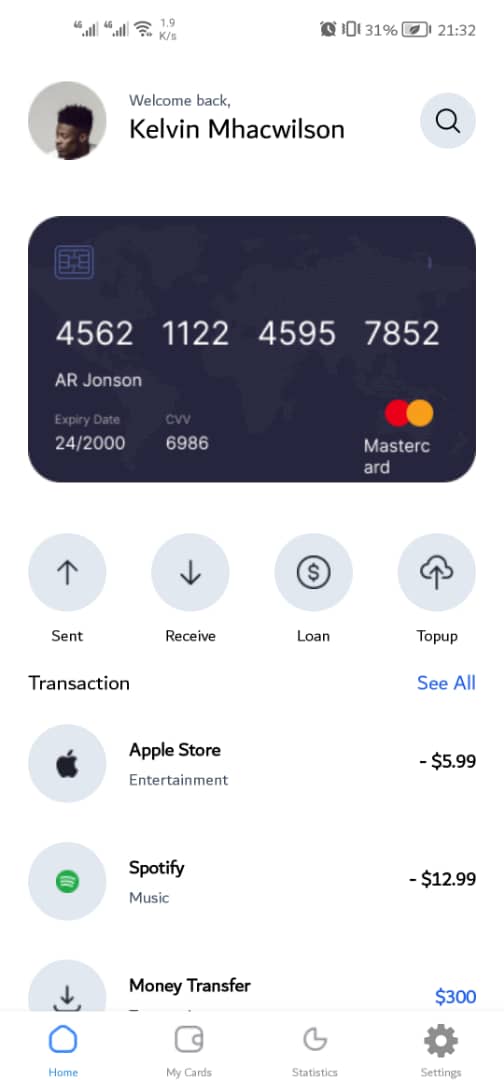 4G 4G 1.9 K/s 31% 21:32
Welcome back,
Kelvin Mhacwilson
4562 1122 4595 7852
AR Jonson
Expiry Date CVV
24/2000 6986
Masterc
ard
Sent Receive Loan Topup
Transaction See All
Apple Store
- $5.99
Entertainment
Spotify
- $12.99
Music
Money Transfer
$300
Home My Cards Statistics Settings